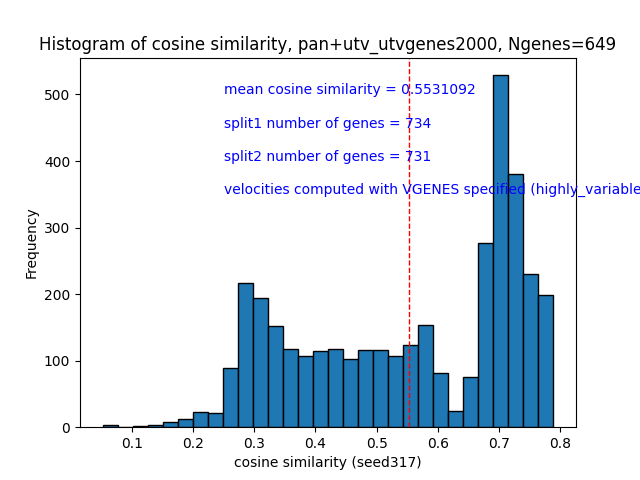 Histogram of cosine similarity, pan+utv_utvgenes2000, Ngenes=649
mean cosine similarity = 0.5531092
split1 number of genes = 734
split2 number of genes = 731
velocities computed with VGENES specified (highly_variable
Frequency
500
400
300
200
100
0
0.1 0.2 0.3 0.4 0.5 0.6 0.7 0.8
cosine similarity (seed317)